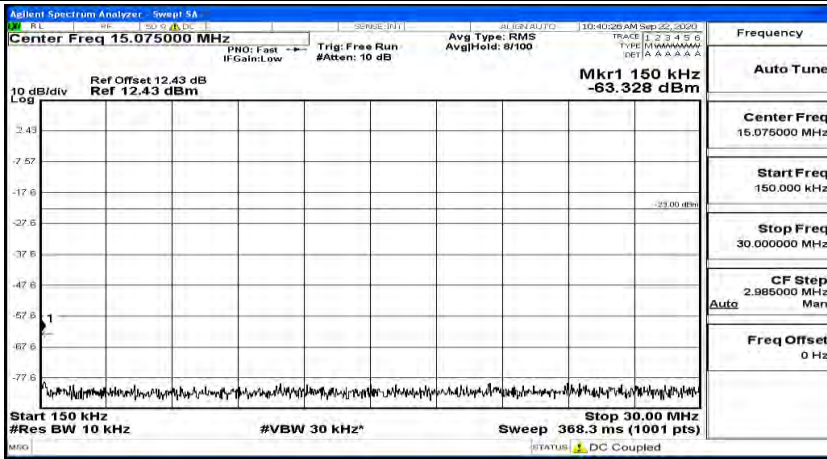 Agilent Spectrum Analyzer - Swept SA
RL RF 50 Ω DC SENSE:INT ALIGN AUTO 10:40:26 AM Sep 22, 2020
Center Freq 15.075000 MHz
PNO: Fast Trig: Free Run Avg Type: RMS TRACE 1 2 3 4 5 6
IFGain:Low #Atten: 10 dB Avg|Hold: 8/100 TYPE M WWWWW
DET A A A A A A
Ref Offset 12.43 dB Mkr1 150 kHz
10 dB/div Ref 12.43 dBm -63.328 dBm
Log
2.43
-7.57
-17.6
-23.00 dBm
-27.6
-37.6
-47.6
-57.6
1
-67.6
-77.6
Start 150 kHz Stop 30.00 MHz
#Res BW 10 kHz #VBW 30 kHz* Sweep 368.3 ms (1001 pts)
MSG STATUS DC Coupled
Frequency
Auto Tune
Center Freq
15.075000 MHz
Start Freq
150.000 kHz
Stop Freq
30.000000 MHz
CF Step
2.985000 MHz
Auto Man
Freq Offset
0 Hz